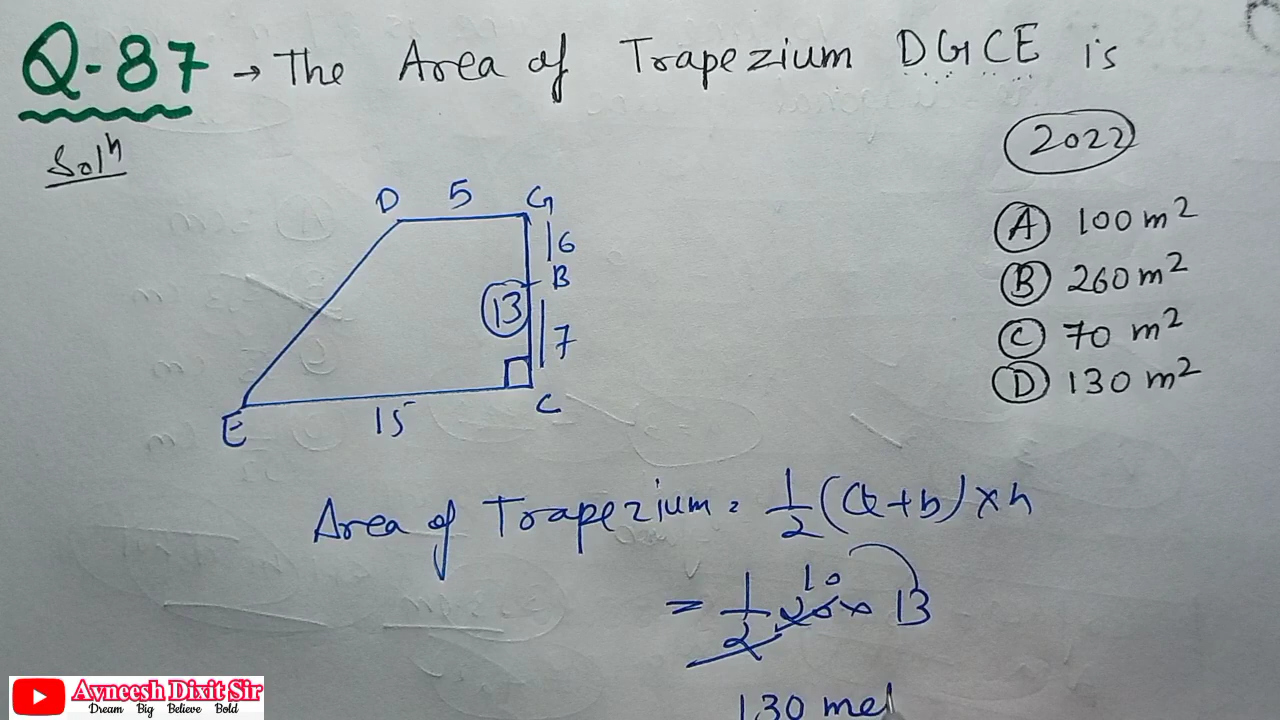 Q-87 → The Area of Trapezium DGCE is
Solⁿ
2022
(A) 100 m²
(B) 260 m²
(C) 70 m²
(D) 130 m²
D 5 G
6
B
13
7
C
15
E
Area of Trapezium = 1/2 (a+b) × h
= 1/2 × 20 × 13
10
130 met
Avneesh Dixit Sir
Dream Big Believe Bold